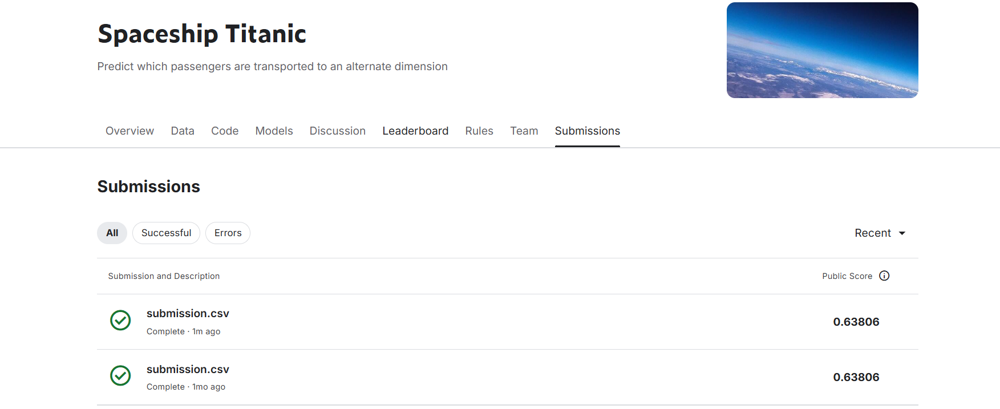 Spaceship Titanic
Predict which passengers are transported to an alternate dimension
Overview Data Code Models Discussion Leaderboard Rules Team Submissions
Submissions
All Successful Errors Recent
Submission and Description Public Score
submission.csv
Complete · 1m ago
0.63806
submission.csv
Complete · 1mo ago
0.63806